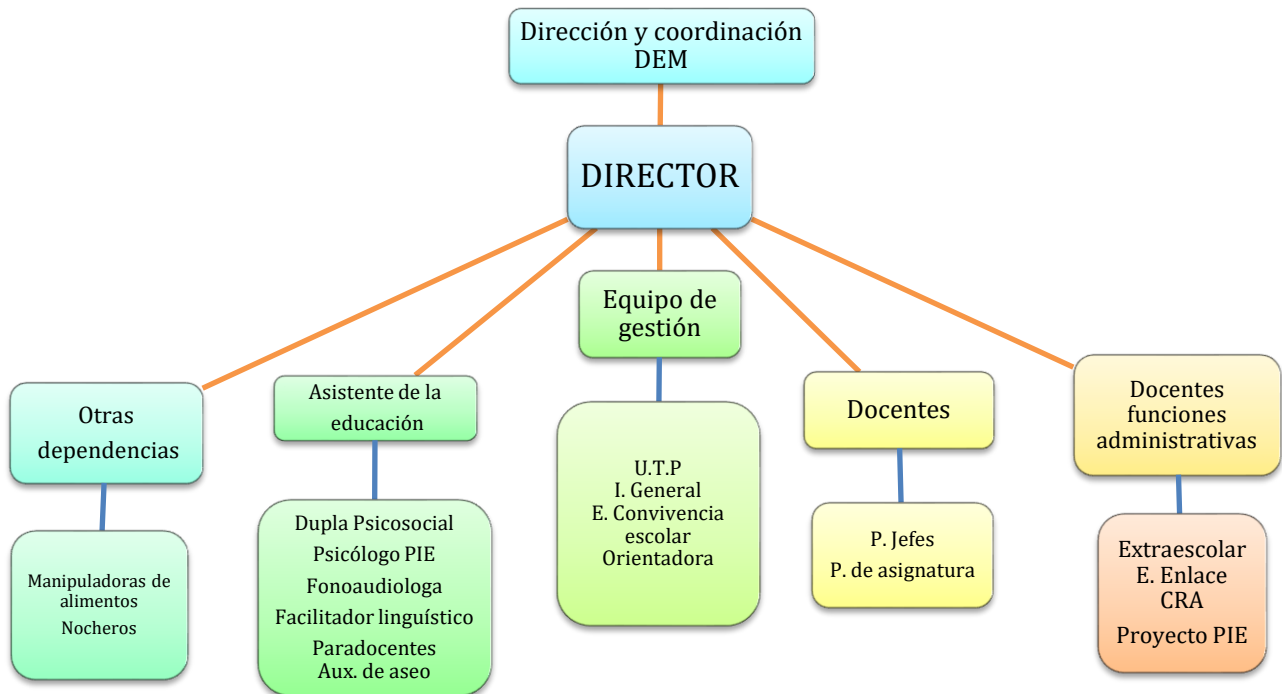 Dirección y coordinación
DEM
DIRECTOR
Equipo de
gestión
Otras
dependencias
Asistente de la
educación
Docentes
Docentes
funciones
administrativas
Manipuladoras de
alimentos
Nocheros
Dupla Psicosocial
Psicólogo PIE
Fonoaudiologa
Facilitador linguístico
Paradocentes
Aux. de aseo
U.T.P
I. General
E. Convivencia
escolar
Orientadora
P. Jefes
P. de asignatura
Extraescolar
E. Enlace
CRA
Proyecto PIE